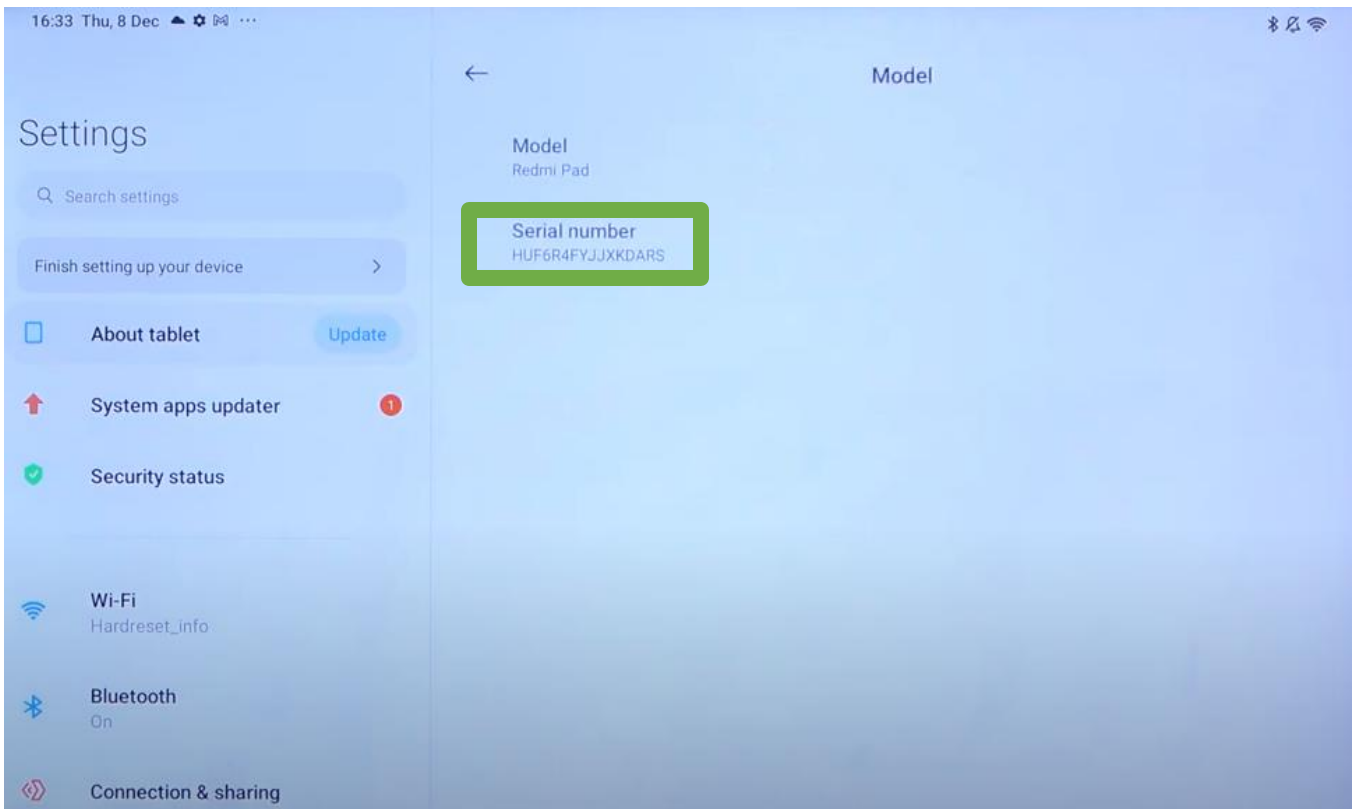 16:33 Thu, 8 Dec
Settings
Search settings
Finish setting up your device
About tablet
Update
System apps updater
1
Security status
Wi-Fi
Hardreset_info
Bluetooth
On
Connection & sharing
Model
Model
Redmi Pad
Serial number
HUF6R4FYJJXKDARS